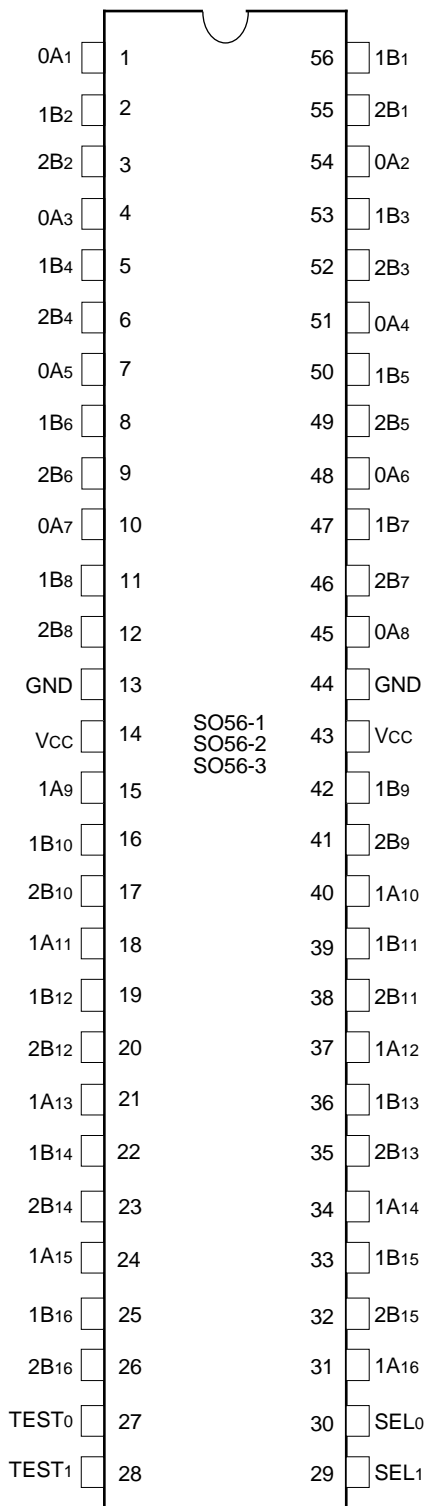 0A1 1 56 1B1
1B2 2 55 2B1
2B2 3 54 0A2
0A3 4 53 1B3
1B4 5 52 2B3
2B4 6 51 0A4
0A5 7 50 1B5
1B6 8 49 2B5
2B6 9 48 0A6
0A7 10 47 1B7
1B8 11 46 2B7
2B8 12 45 0A8
GND 13 44 GND
VCC 14 SO56-1 43 VCC
SO56-2
SO56-3
1A9 15 42 1B9
1B10 16 41 2B9
2B10 17 40 1A10
1A11 18 39 1B11
1B12 19 38 2B11
2B12 20 37 1A12
1A13 21 36 1B13
1B14 22 35 2B13
2B14 23 34 1A14
1A15 24 33 1B15
1B16 25 32 2B15
2B16 26 31 1A16
TEST0 27 30 SEL0
TEST1 28 29 SEL1